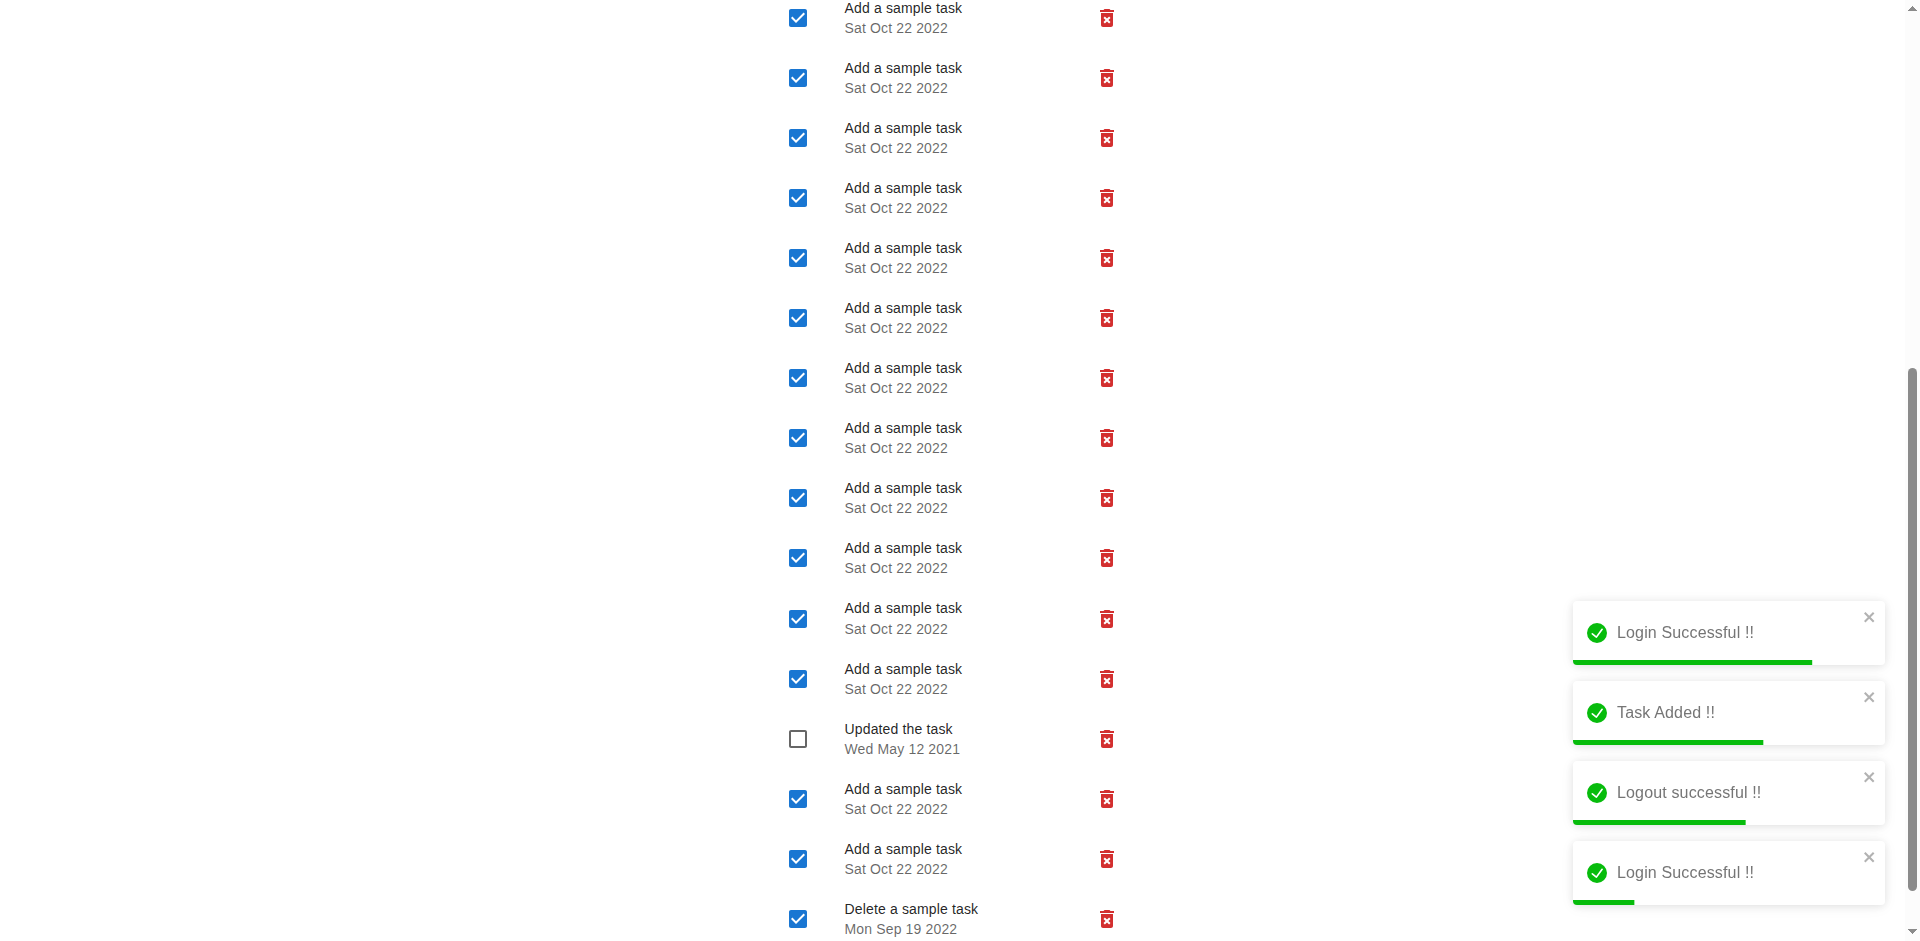 Add a sample task
Sat Oct 22 2022
Add a sample task
Sat Oct 22 2022
Add a sample task
Sat Oct 22 2022
Add a sample task
Sat Oct 22 2022
Add a sample task
Sat Oct 22 2022
Add a sample task
Sat Oct 22 2022
Add a sample task
Sat Oct 22 2022
Add a sample task
Sat Oct 22 2022
Add a sample task
Sat Oct 22 2022
Add a sample task
Sat Oct 22 2022
Add a sample task
Sat Oct 22 2022
Add a sample task
Sat Oct 22 2022
Updated the task
Wed May 12 2021
Add a sample task
Sat Oct 22 2022
Add a sample task
Sat Oct 22 2022
Delete a sample task
Mon Sep 19 2022
Login Successful !!
Task Added !!
Logout successful !!
Login Successful !!